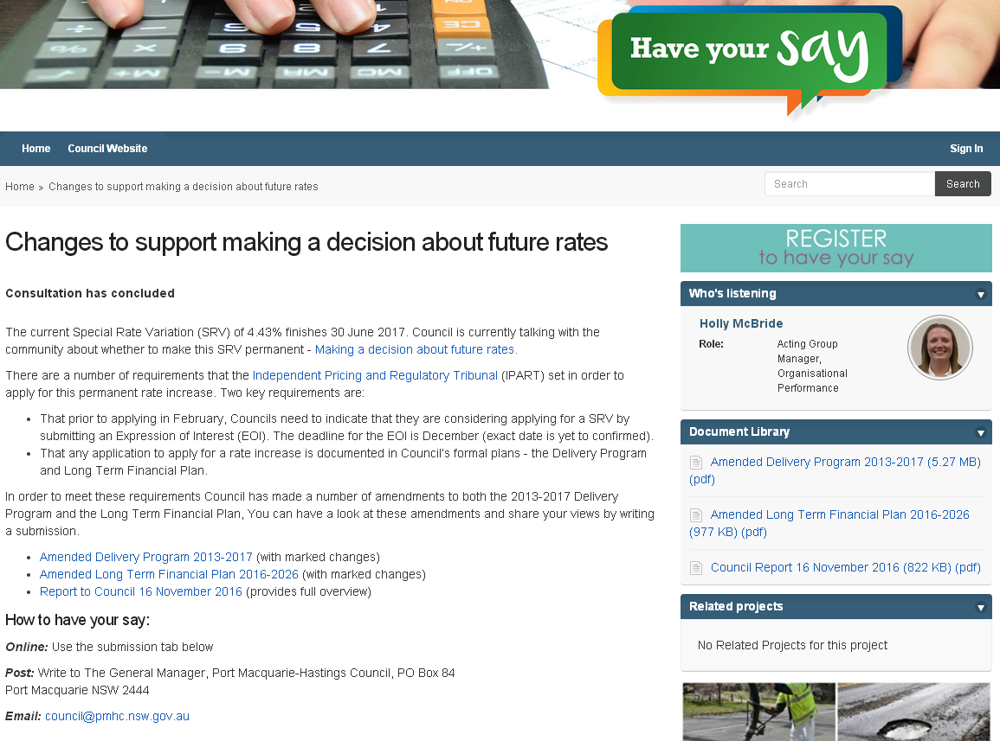 Have your say
Home
Council Website
Sign In
Home » Changes to support making a decision about future rates
Search
Search
Changes to support making a decision about future rates
Consultation has concluded
The current Special Rate Variation (SRV) of 4.43% finishes 30 June 2017. Council is currently talking with the
community about whether to make this SRV permanent - Making a decision about future rates.
There are a number of requirements that the Independent Pricing and Regulatory Tribunal (IPART) set in order to
apply for this permanent rate increase. Two key requirements are:
• That prior to applying in February, Councils need to indicate that they are considering applying for a SRV by
submitting an Expression of Interest (EOI). The deadline for the EOI is December (exact date is yet to confirmed).
• That any application to apply for a rate increase is documented in Council's formal plans - the Delivery Program
and Long Term Financial Plan.
In order to meet these requirements Council has made a number of amendments to both the 2013-2017 Delivery
Program and the Long Term Financial Plan, You can have a look at these amendments and share your views by writing
a submission.
• Amended Delivery Program 2013-2017 (with marked changes)
• Amended Long Term Financial Plan 2016-2026 (with marked changes)
• Report to Council 16 November 2016 (provides full overview)
How to have your say:
Online: Use the submission tab below
Post: Write to The General Manager, Port Macquarie-Hastings Council, PO Box 84
Port Macquarie NSW 2444
Email: council@pmhc.nsw.gov.au
REGISTER
to have your say
Who's listening
Holly McBride
Role: Acting Group
Manager,
Organisational
Performance
Document Library
Amended Delivery Program 2013-2017 (5.27 MB)
(pdf)
Amended Long Term Financial Plan 2016-2026
(977 KB) (pdf)
Council Report 16 November 2016 (822 KB) (pdf)
Related projects
No Related Projects for this project